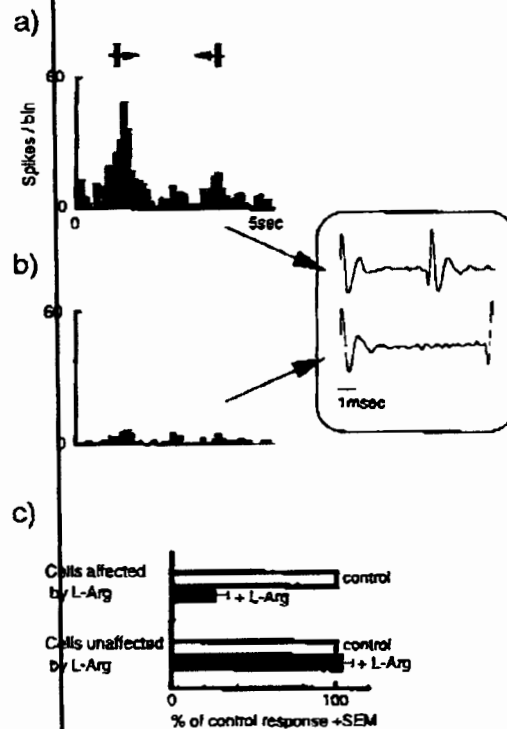 a)
60
Spikes / bin
0
0 5sec
b)
60
0
1msec
c)
Cells affected by L-Arg
control
+ L-Arg
Cells unaffected by L-Arg
control
+ L-Arg
0 100
% of control response +SEM